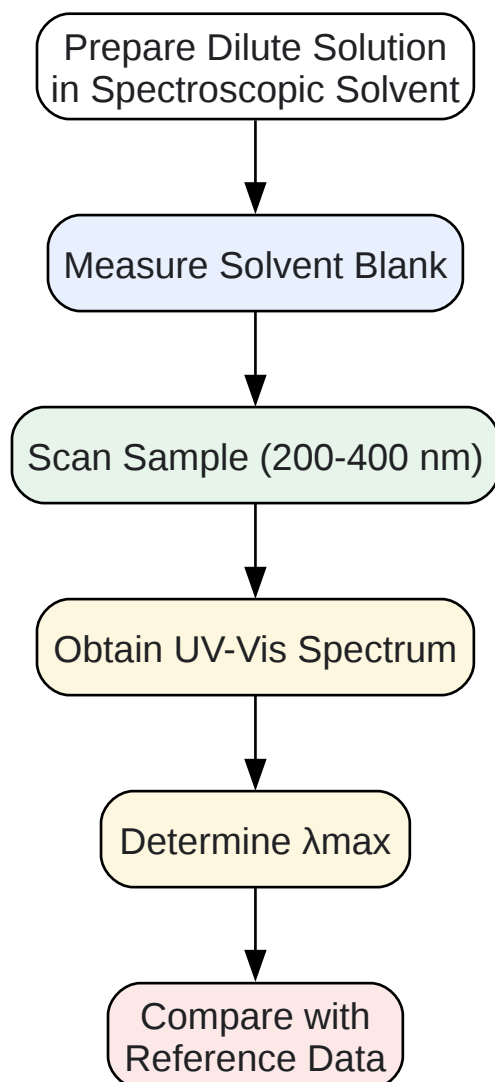 Prepare Dilute Solution
in Spectroscopic Solvent
Measure Solvent Blank
Scan Sample (200-400 nm)
Obtain UV-Vis Spectrum
Determine λmax
Compare with
Reference Data